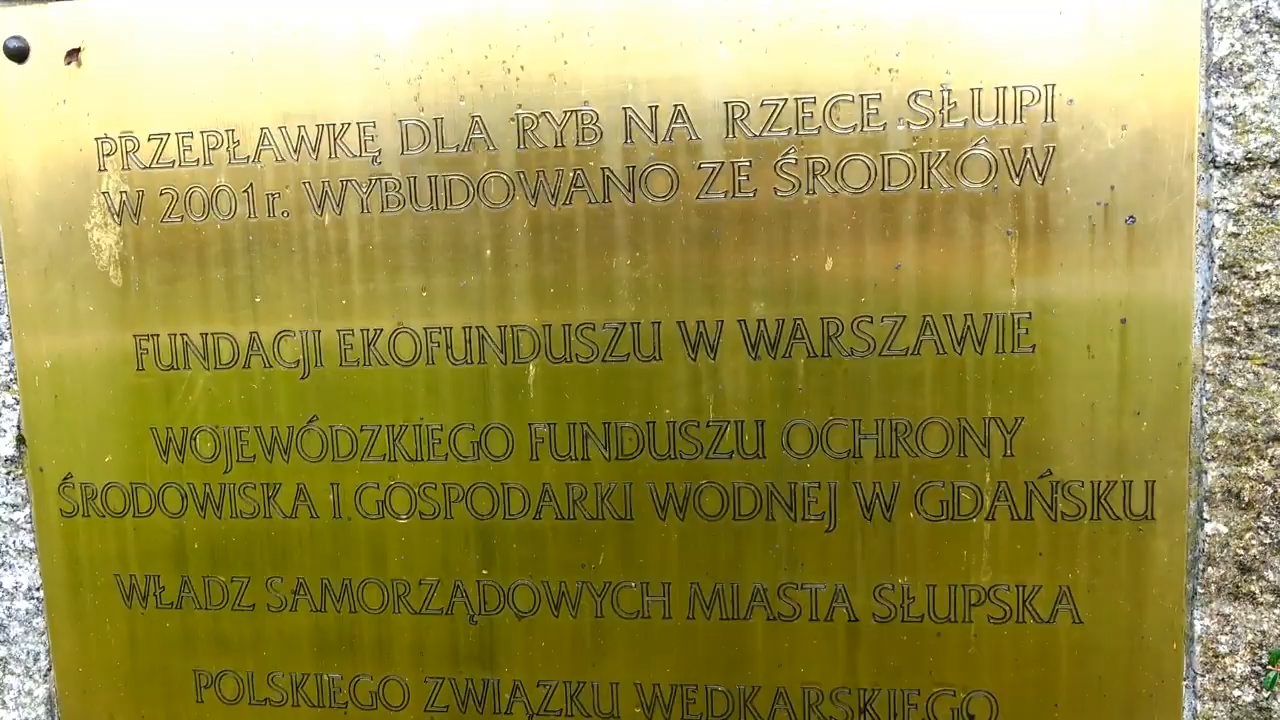 PRZEPŁAWKĘ DLA RYB NA RZECE SŁUPI
W 2001r. WYBUDOWANO ZE ŚRODKÓW
FUNDACJI EKOFUNDUSZU W WARSZAWIE
WOJEWÓDZKIEGO FUNDUSZU OCHRONY
ŚRODOWISKA I GOSPODARKI WODNEJ W GDAŃSKU
WŁADZ SAMORZĄDOWYCH MIASTA SŁUPSKA
POLSKIEGO ZWIĄZKU WĘDKARSKIEGO